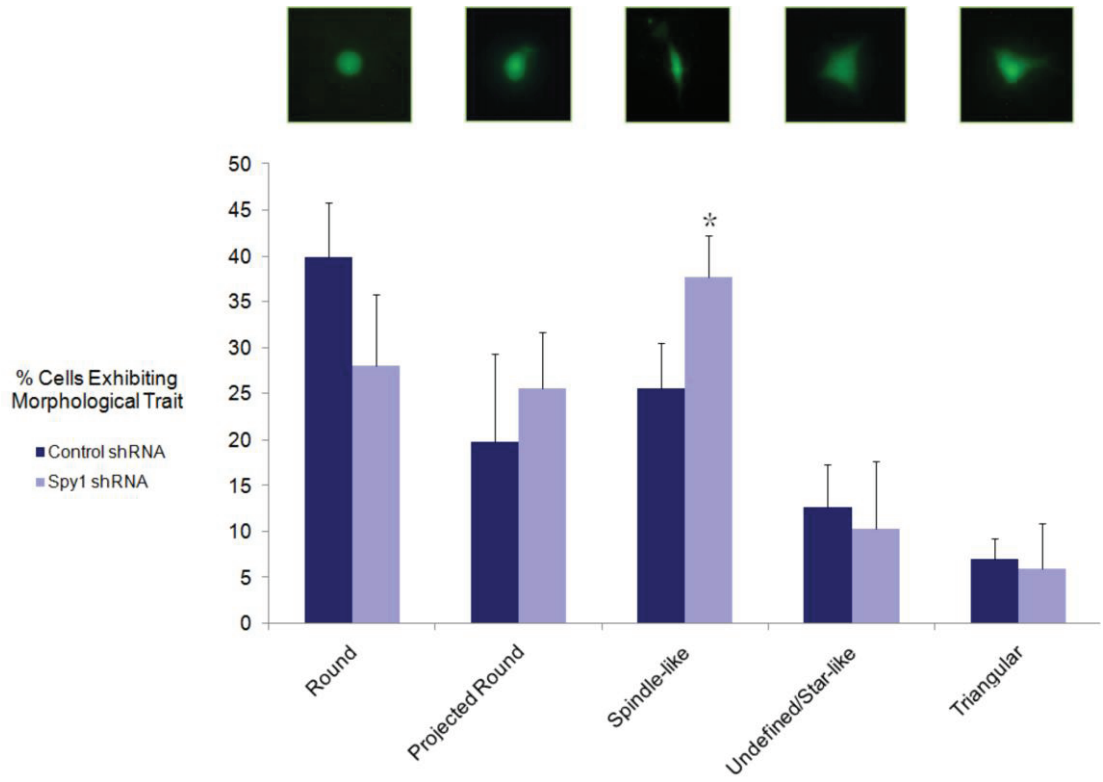 50
45
40
35
30
25
20
15
10
5
0
*
% Cells Exhibiting
Morphological Trait
Control shRNA
Spy1 shRNA
Round
Projected Round
Spindle-like
Undefined/Star-like
Triangular